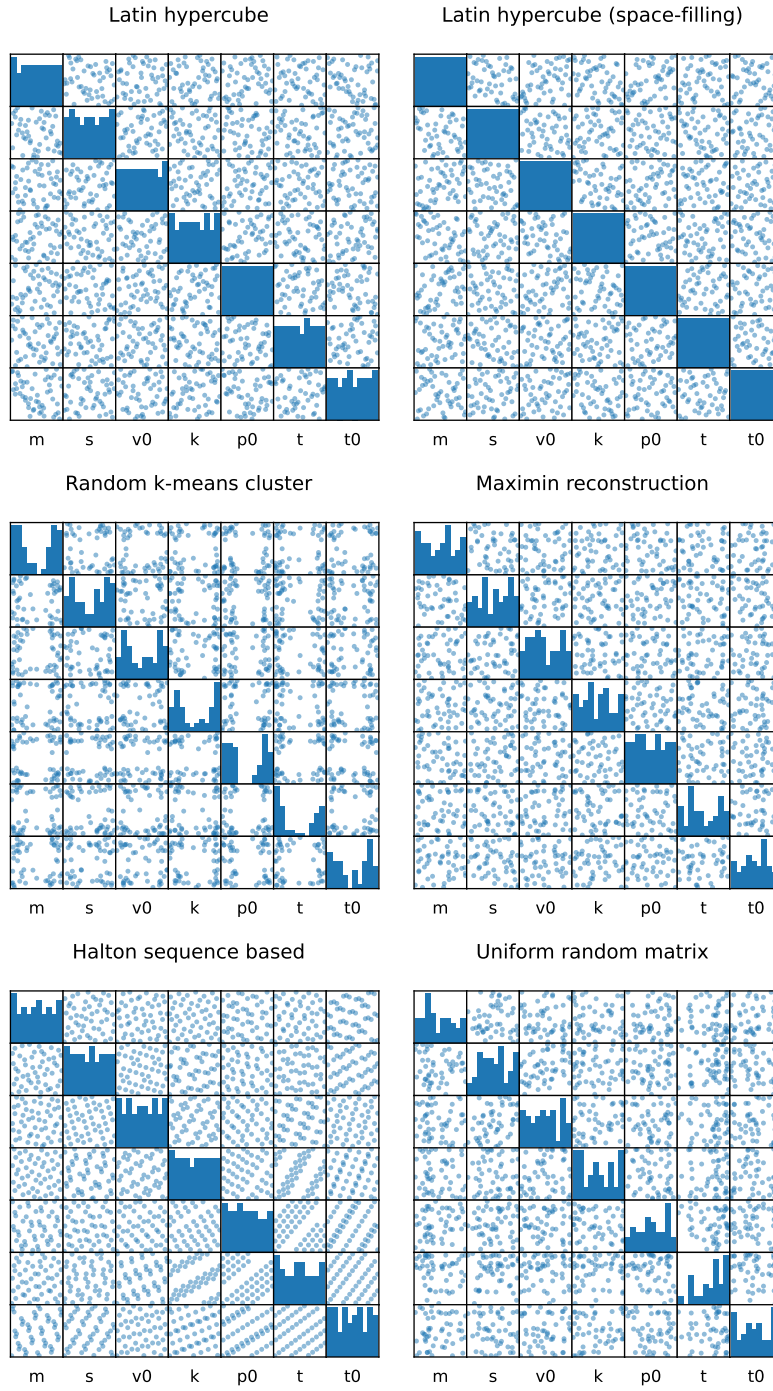 Latin hypercube
Latin hypercube (space-filling)
m s v0 k p0 t t0
m s v0 k p0 t t0
Random k-means cluster
Maximin reconstruction
m s v0 k p0 t t0
m s v0 k p0 t t0
Halton sequence based
Uniform random matrix
m s v0 k p0 t t0
m s v0 k p0 t t0